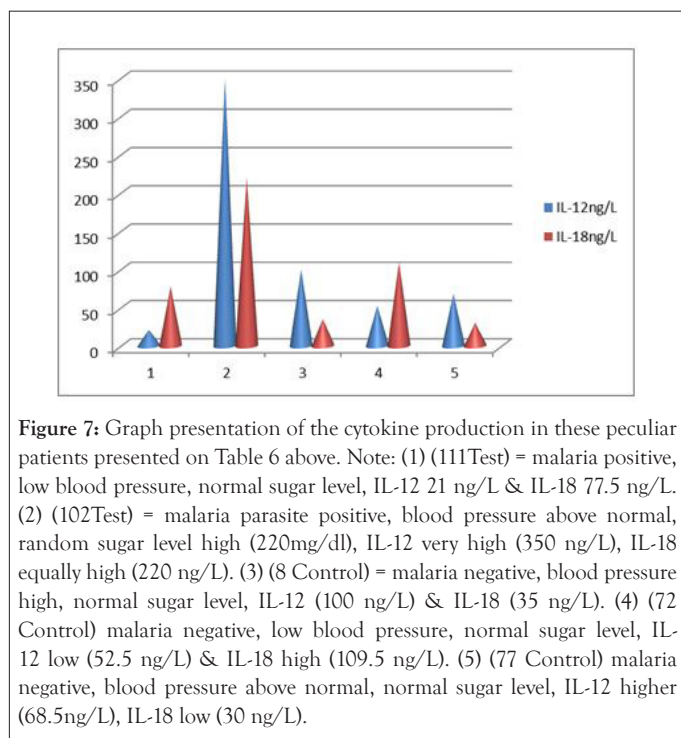 350
300
250
200
150
100
50
0
1 2 3 4 5
IL-12ng/L
IL-18ng/L
Figure 7: Graph presentation of the cytokine production in these peculiar
patients presented on Table 6 above. Note: (1) (111Test) = malaria positive,
low blood pressure, normal sugar level, IL-12 21 ng/L & IL-18 77.5 ng/L.
(2) (102Test) = malaria parasite positive, blood pressure above normal,
random sugar level high (220mg/dl), IL-12 very high (350 ng/L), IL-18
equally high (220 ng/L). (3) (8 Control) = malaria negative, blood pressure
high, normal sugar level, IL-12 (100 ng/L) & IL-18 (35 ng/L). (4) (72
Control) malaria negative, low blood pressure, normal sugar level, IL-
12 low (52.5 ng/L) & IL-18 high (109.5 ng/L). (5) (77 Control) malaria
negative, blood pressure above normal, normal sugar level, IL-12 higher
(68.5ng/L), IL-18 low (30 ng/L).